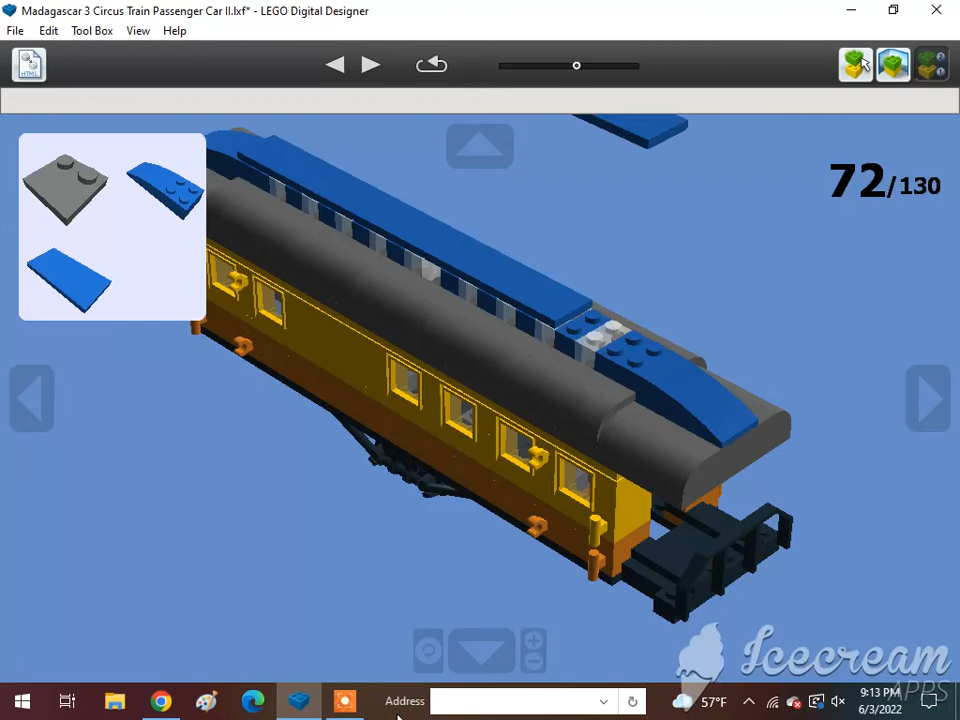 Madagascar 3 Circus Train Passenger Car II.lxf* - LEGO Digital Designer
File Edit Tool Box View Help
HTML
72/130
Icecream
APPS
Address
57°F
9:13 PM
6/3/2022